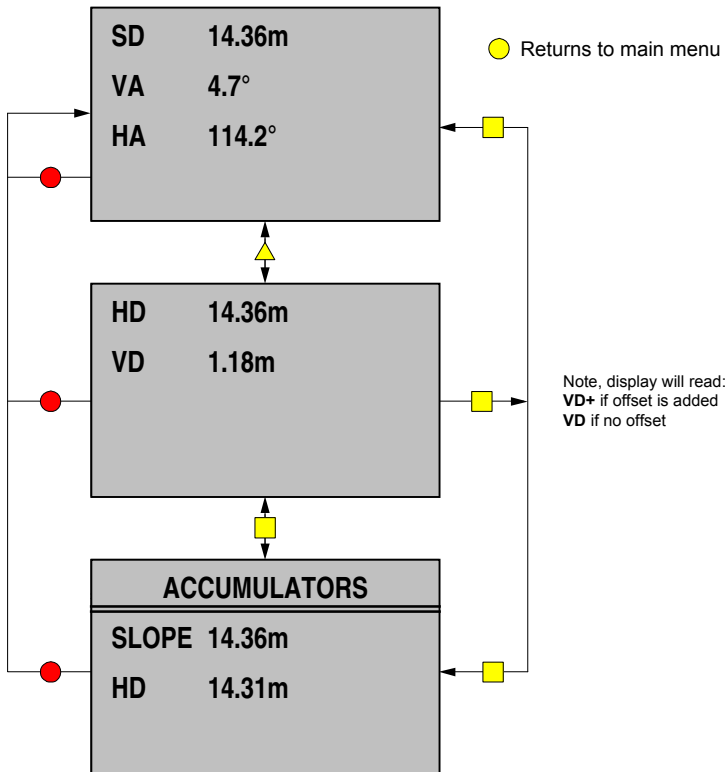 SD 14.36m
VA 4.7°
HA 114.2°
Returns to main menu
HD 14.36m
VD 1.18m
Note, display will read:
VD+ if offset is added
VD if no offset
ACCUMULATORS
SLOPE 14.36m
HD 14.31m